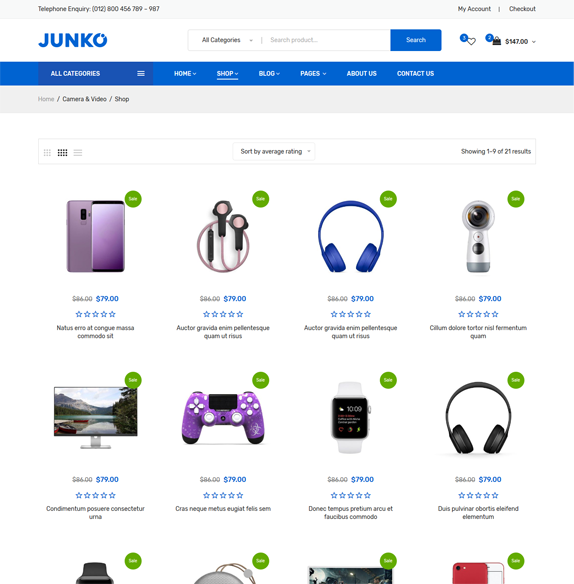 Telephone Enquiry: (012) 800 456 789 – 987
My Account | Checkout
JUNKO
All Categories | Search product... Search
3
2
$147.00
ALL CATEGORIES
HOME SHOP BLOG PAGES ABOUT US CONTACT US
Home / Camera & Video / Shop
Sort by average rating
Showing 1–9 of 21 results
Sale Sale Sale Sale
$86.00 $79.00 $86.00 $79.00 $86.00 $79.00 $86.00 $79.00
Natus erro at congue massa commodo sit
Auctor gravida enim pellentesque quam ut risus
Auctor gravida enim pellentesque quam ut risus
Cillum dolore tortor nisl fermentum quam
Sale Sale Sale Sale
10:09
$86.00 $79.00 $86.00 $79.00 $86.00 $79.00 $86.00 $79.00
Condimentum posuere consectetur urna
Cras neque metus eugiat felis sem
Donec tempus pretium arcu et faucibus commodo
Duis pulvinar obortis eleifend elementum
Sale Sale Sale Sale